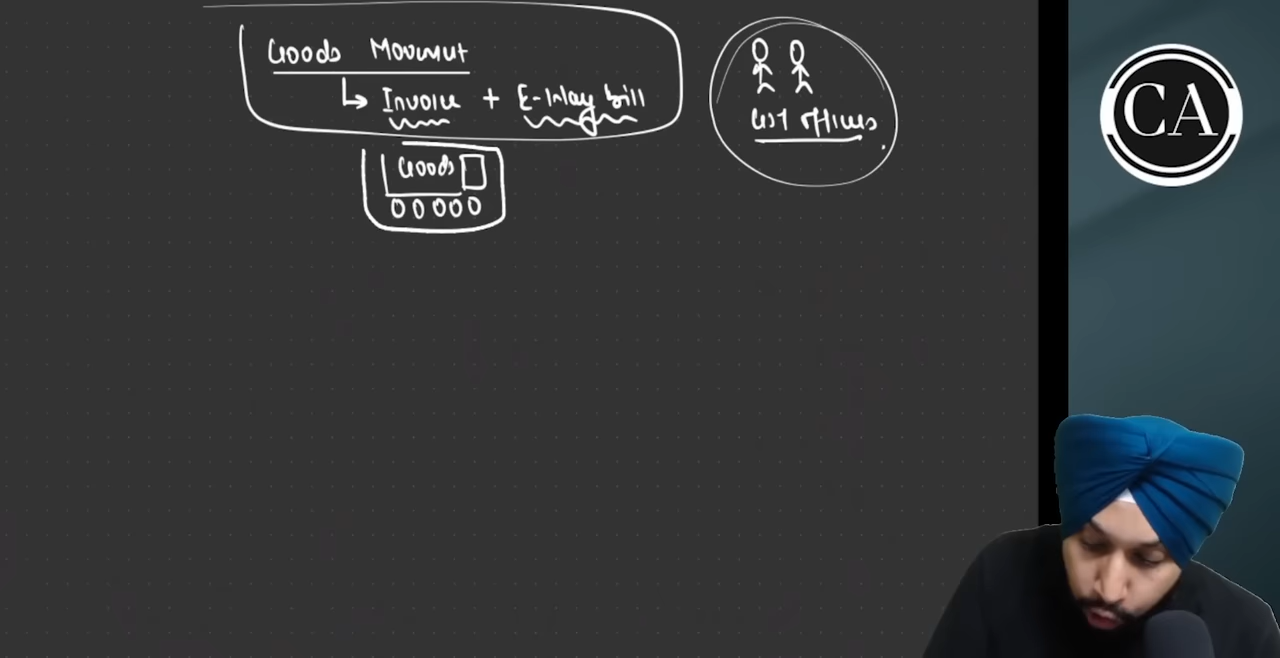 Goods Movement
↳ Invoice + E-Way bill
GST officers
Goods
CA